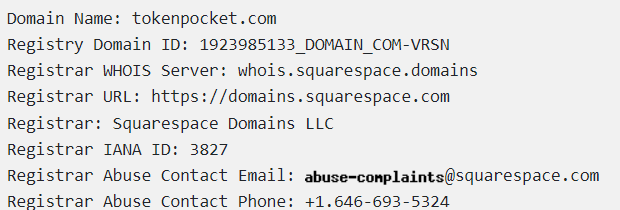 Domain Name: tokenpocket.com
Registry Domain ID: 1923985133_DOMAIN_COM-VRSN
Registrar WHOIS Server: whois.squarespace.domains
Registrar URL: https://domains.squarespace.com
Registrar: Squarespace Domains LLC
Registrar IANA ID: 3827
Registrar Abuse Contact Email: abuse-complaints@squarespace.com
Registrar Abuse Contact Phone: +1.646-693-5324